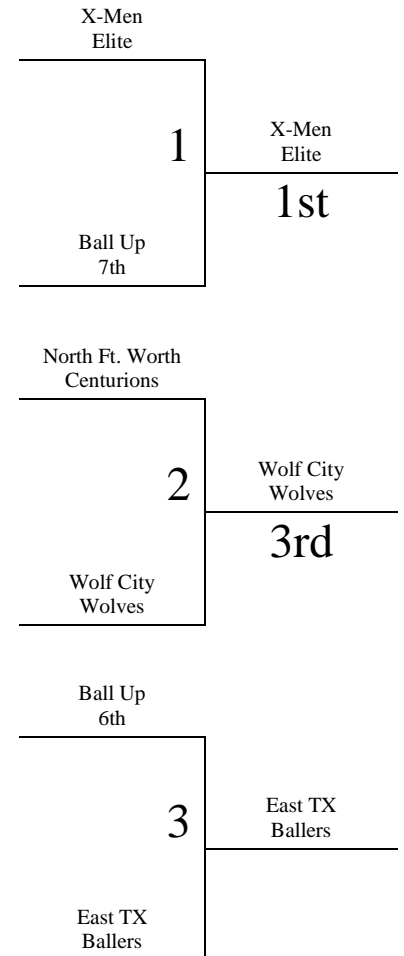 X-Men
Elite
1
X-Men
Elite
1st
Ball Up
7th
North Ft. Worth
Centurions
2
Wolf City
Wolves
3rd
Wolf City
Wolves
Ball Up
6th
3
East TX
Ballers
East TX
Ballers